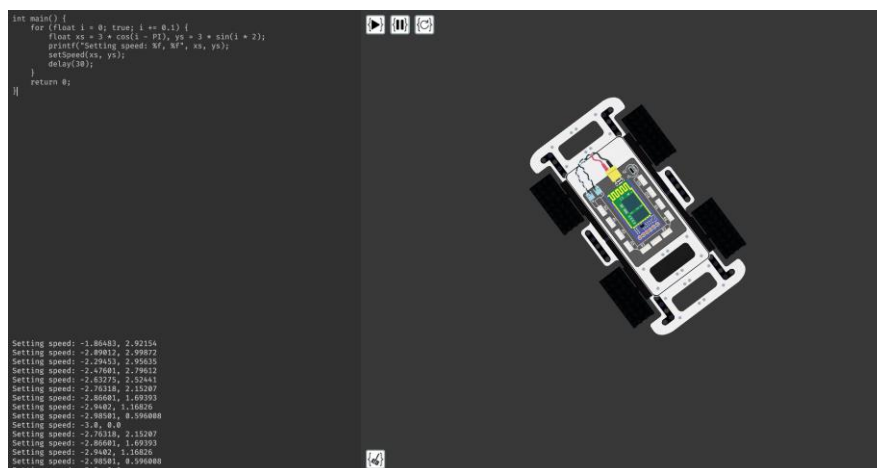 int main() {
for (float i = 0; true; i += 0.1) {
float xs = 3 * cos(i - PI), ys = 3 * sin(i * 2);
printf("Setting speed: %f, %f", xs, ys);
setSpeed(xs, ys);
delay(30);
}
return 0;
}
Setting speed: -1.86483, 2.92154
Setting speed: -2.09012, 2.99872
Setting speed: -2.29453, 2.95635
Setting speed: -2.47601, 2.79612
Setting speed: -2.63275, 2.52441
Setting speed: -2.76318, 2.15207
Setting speed: -2.86601, 1.69393
Setting speed: -2.9402, 1.16826
Setting speed: -2.98501, 0.596008
Setting speed: -3.0, 0.0
Setting speed: -2.76318, 2.15207
Setting speed: -2.86601, 1.69393
Setting speed: -2.9402, 1.16826
Setting speed: -2.98501, 0.596008